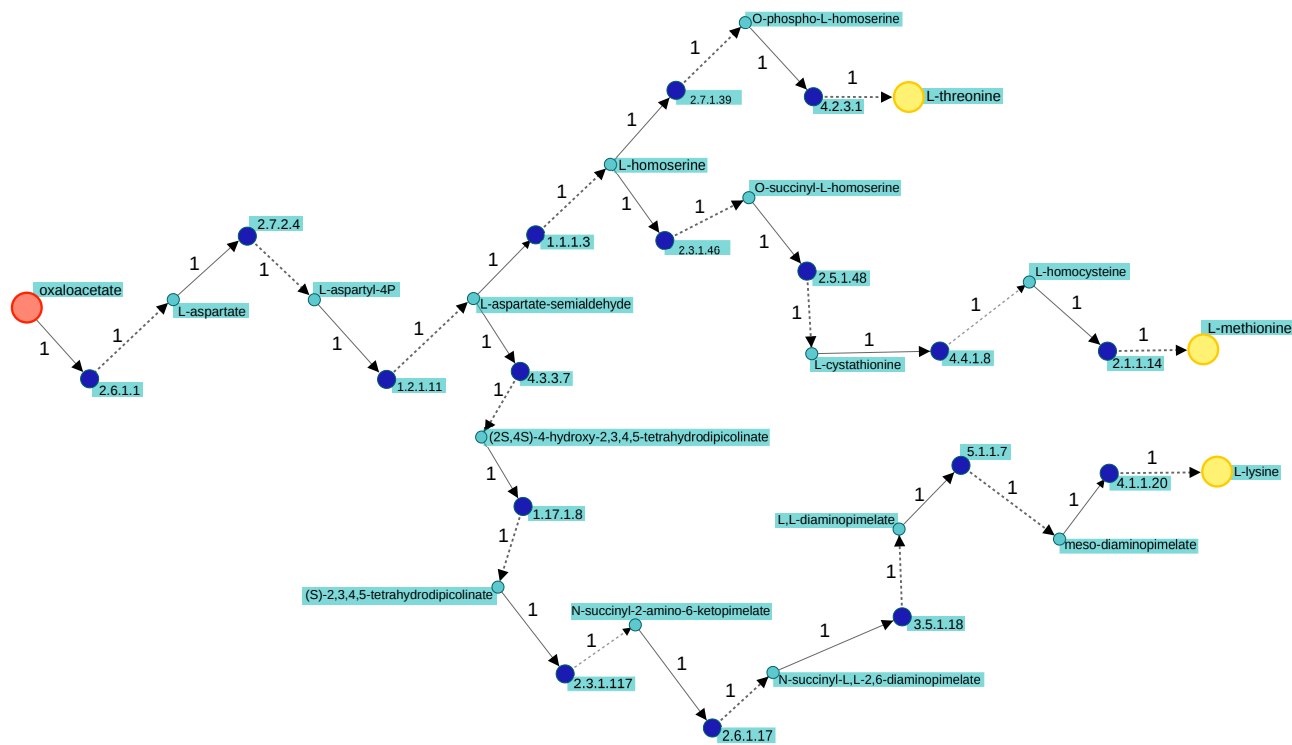 O-phospho-L-homoserine
1
1
1
2.7.1.39
4.2.3.1
L-threonine
1
L-homoserine
1
1
1
O-succinyl-L-homoserine
2.7.2.4
1.1.1.3
2.3.1.46
1
1
1
1
2.5.1.48
L-homocysteine
oxaloacetate
L-aspartate
L-aspartyl-4P
L-aspartate-semialdehyde
1
1
1
L-methionine
1
1
1
1
1
1
1
L-cystathionine
4.4.1.8
2.1.1.14
2.6.1.1
1.2.1.11
4.3.3.7
1
(2S,4S)-4-hydroxy-2,3,4,5-tetrahydrodipicolinate
5.1.1.7
1
1
L-lysine
4.1.1.20
1
1
1
1.17.1.8
L,L-diaminopimelate
1
meso-diaminopimelate
1
(S)-2,3,4,5-tetrahydrodipicolinate
1
N-succinyl-2-amino-6-ketopimelate
3.5.1.18
1
1
1
2.3.1.117
1
N-succinyl-L,L-2,6-diaminopimelate
2.6.1.17